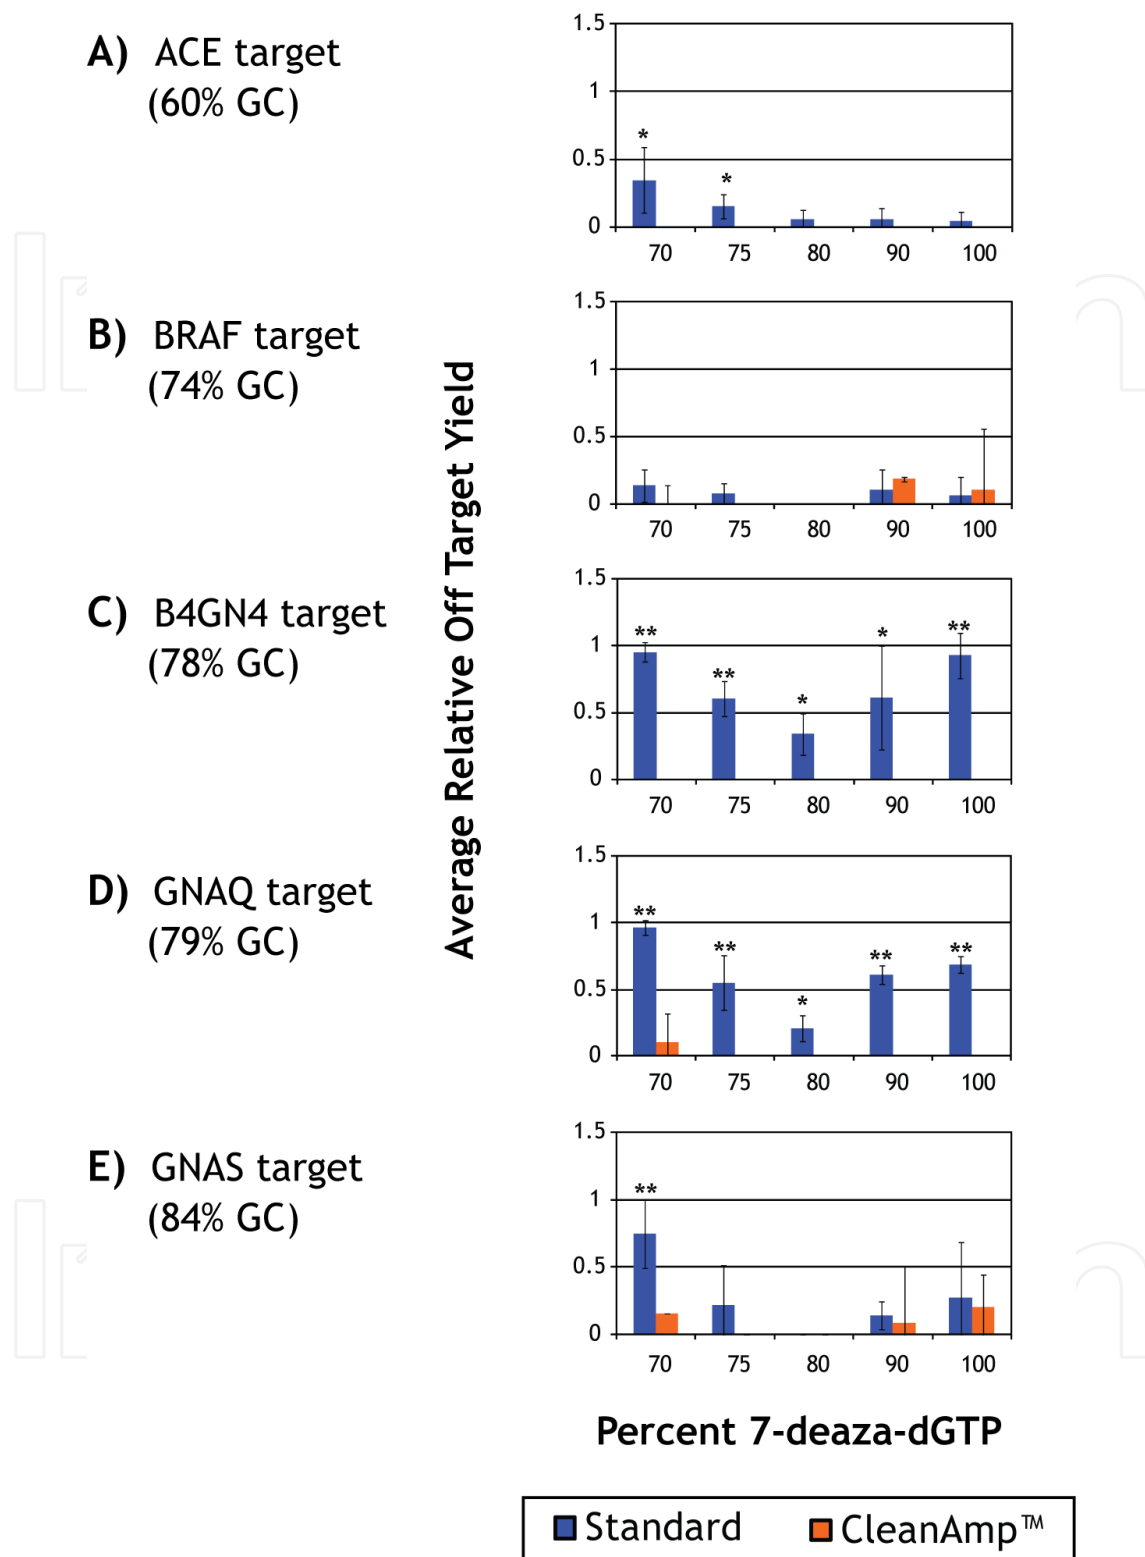 A) ACE target
(60% GC)
1.5
1
*
0.5
*
0
70 75 80 90 100
B) BRAF target
(74% GC)
1.5
1
0.5
0
70 75 80 90 100
Average Relative Off Target Yield
C) B4GN4 target
(78% GC)
1.5
** * **
1
**
*
0.5
0
70 75 80 90 100
D) GNAQ target
(79% GC)
1.5
**
1
** ** **
*
0.5
0
70 75 80 90 100
E) GNAS target
(84% GC)
1.5
**
1
0.5
0
70 75 80 90 100
Percent 7-deaza-dGTP
Standard CleanAmp™